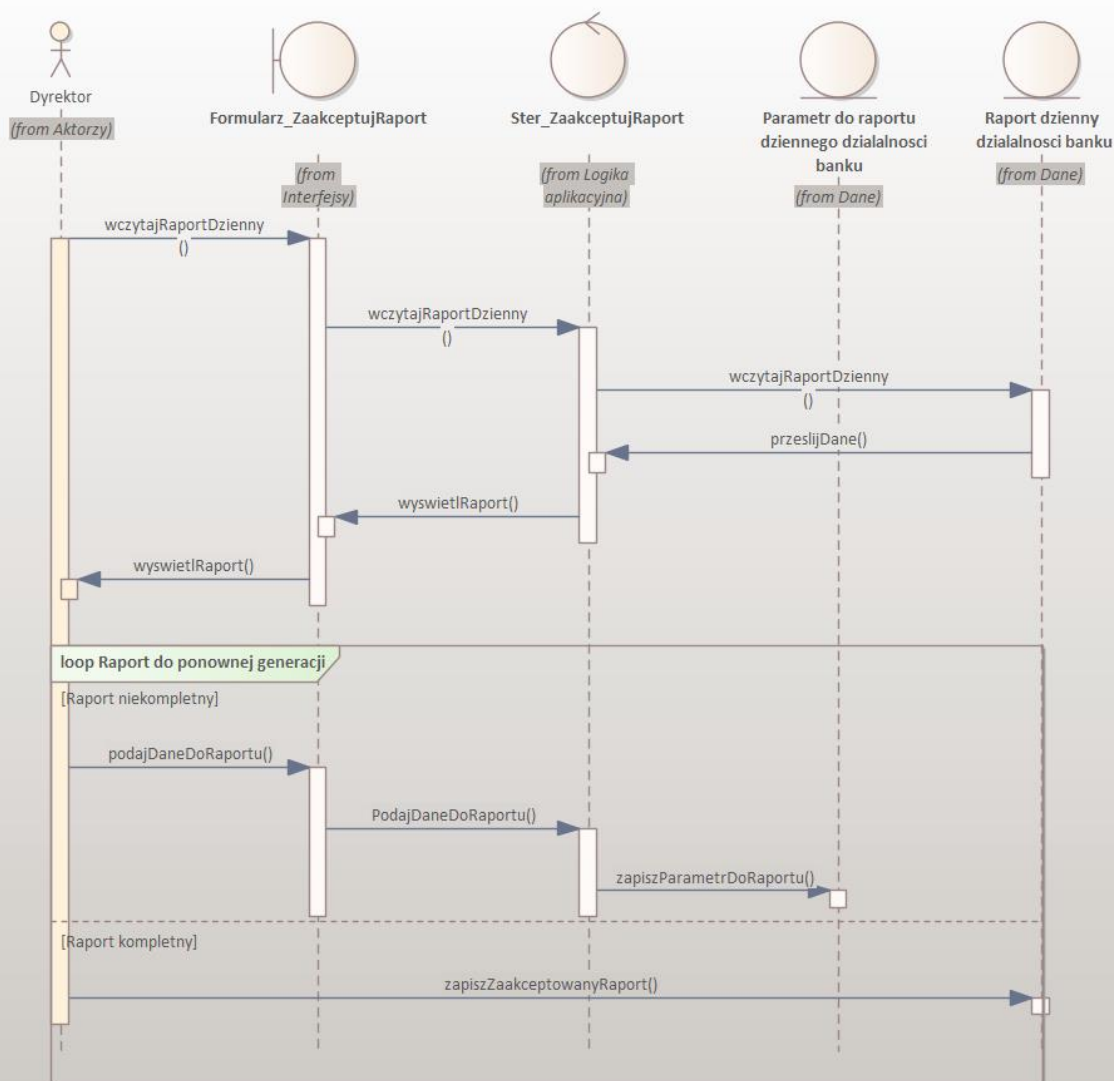 Dyrektor
(from Aktorzy)
Formularz_ZaakceptujRaport
(from
Interfejsy)
Ster_ZaakceptujRaport
(from Logika
aplikacyjna)
Parametr do raportu
dziennego dzialalnosci
banku
(from Dane)
Raport dzienny
dzialalnosci banku
(from Dane)
wczytajRaportDzienny
()
wczytajRaportDzienny
()
wczytajRaportDzienny
()
przeslijDane()
wyswietlRaport()
wyswietlRaport()
loop Raport do ponownej generacji
[Raport niekompletny]
podajDaneDoRaportu()
PodajDaneDoRaportu()
zapiszParametrDoRaportu()
[Raport kompletny]
zapiszZaakceptowanyRaport()